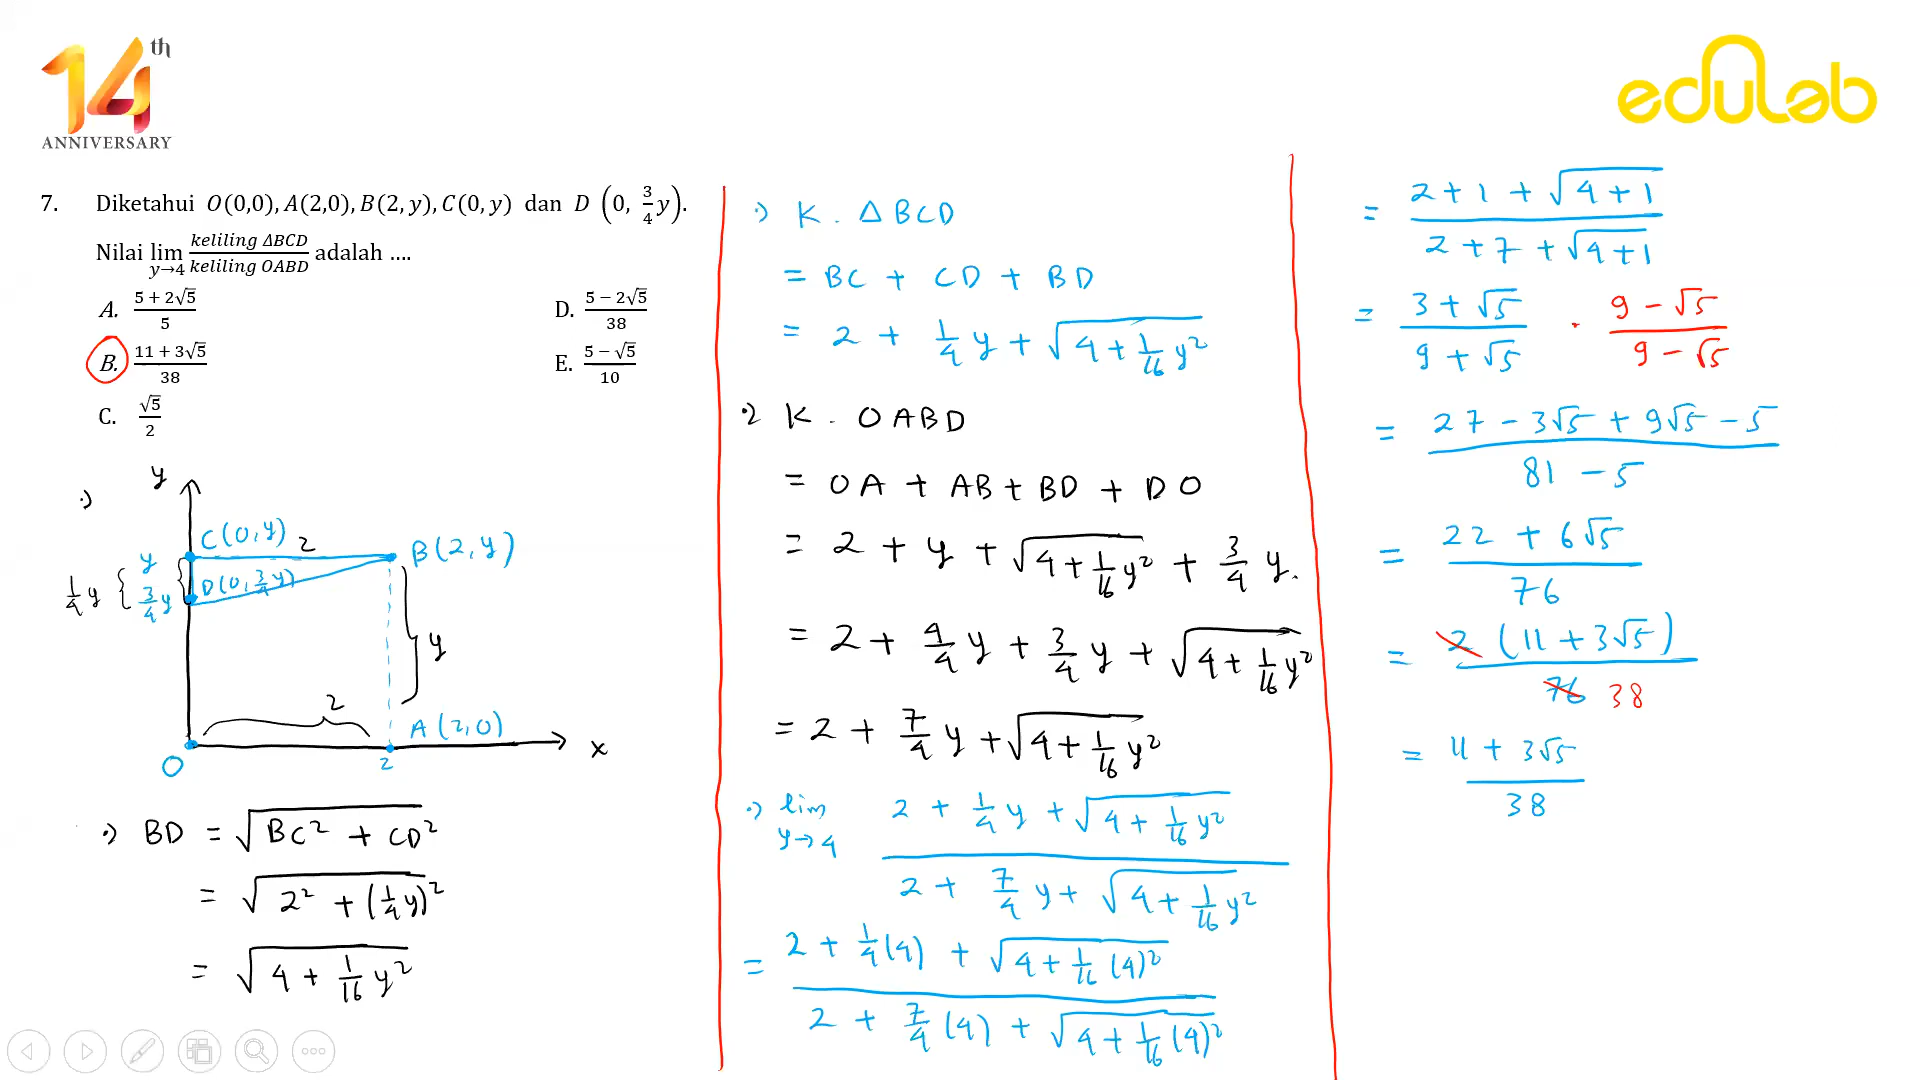 14th
ANNIVERSARY
edulab
7. Diketahui O(0,0), A(2,0), B(2,y), C(0,y) dan D (0, 3/4 y).
Nilai lim y→4 keliling ΔBCD / keliling OABD adalah ....
A. (5 + 2√5)/5
B. (11 + 3√5)/38
C. √5/2
D. (5 − 2√5)/38
E. (5 − √5)/10
y
C(0,y)
2
B(2,y)
y
D(0, 3/4 y)
1/4 y { 3/4 y
y
2
A(2,0)
O
2
x
·) BD = √(BC² + CD²)
= √(2² + (1/4 y)²)
= √(4 + 1/16 y²)
·) K. ΔBCD
= BC + CD + BD
= 2 + 1/4 y + √(4 + 1/16 y²)
·) K. OABD
= OA + AB + BD + DO
= 2 + y + √(4 + 1/16 y²) + 3/4 y.
= 2 + 4/4 y + 3/4 y + √(4 + 1/16 y²)
= 2 + 7/4 y + √(4 + 1/16 y²)
·) lim y→4 (2 + 1/4 y + √(4 + 1/16 y²)) / (2 + 7/4 y + √(4 + 1/16 y²))
= (2 + 1/4 (4) + √(4 + 1/16 (4)²)) / (2 + 7/4 (4) + √(4 + 1/16 (4)²))
= (2 + 1 + √(4 + 1)) / (2 + 7 + √(4 + 1))
= (3 + √5)/(9 + √5) · (9 − √5)/(9 − √5)
= (27 − 3√5 + 9√5 − 5)/(81 − 5)
= (22 + 6√5)/76
= 2 (11 + 3√5)/76 38
= (11 + 3√5)/38